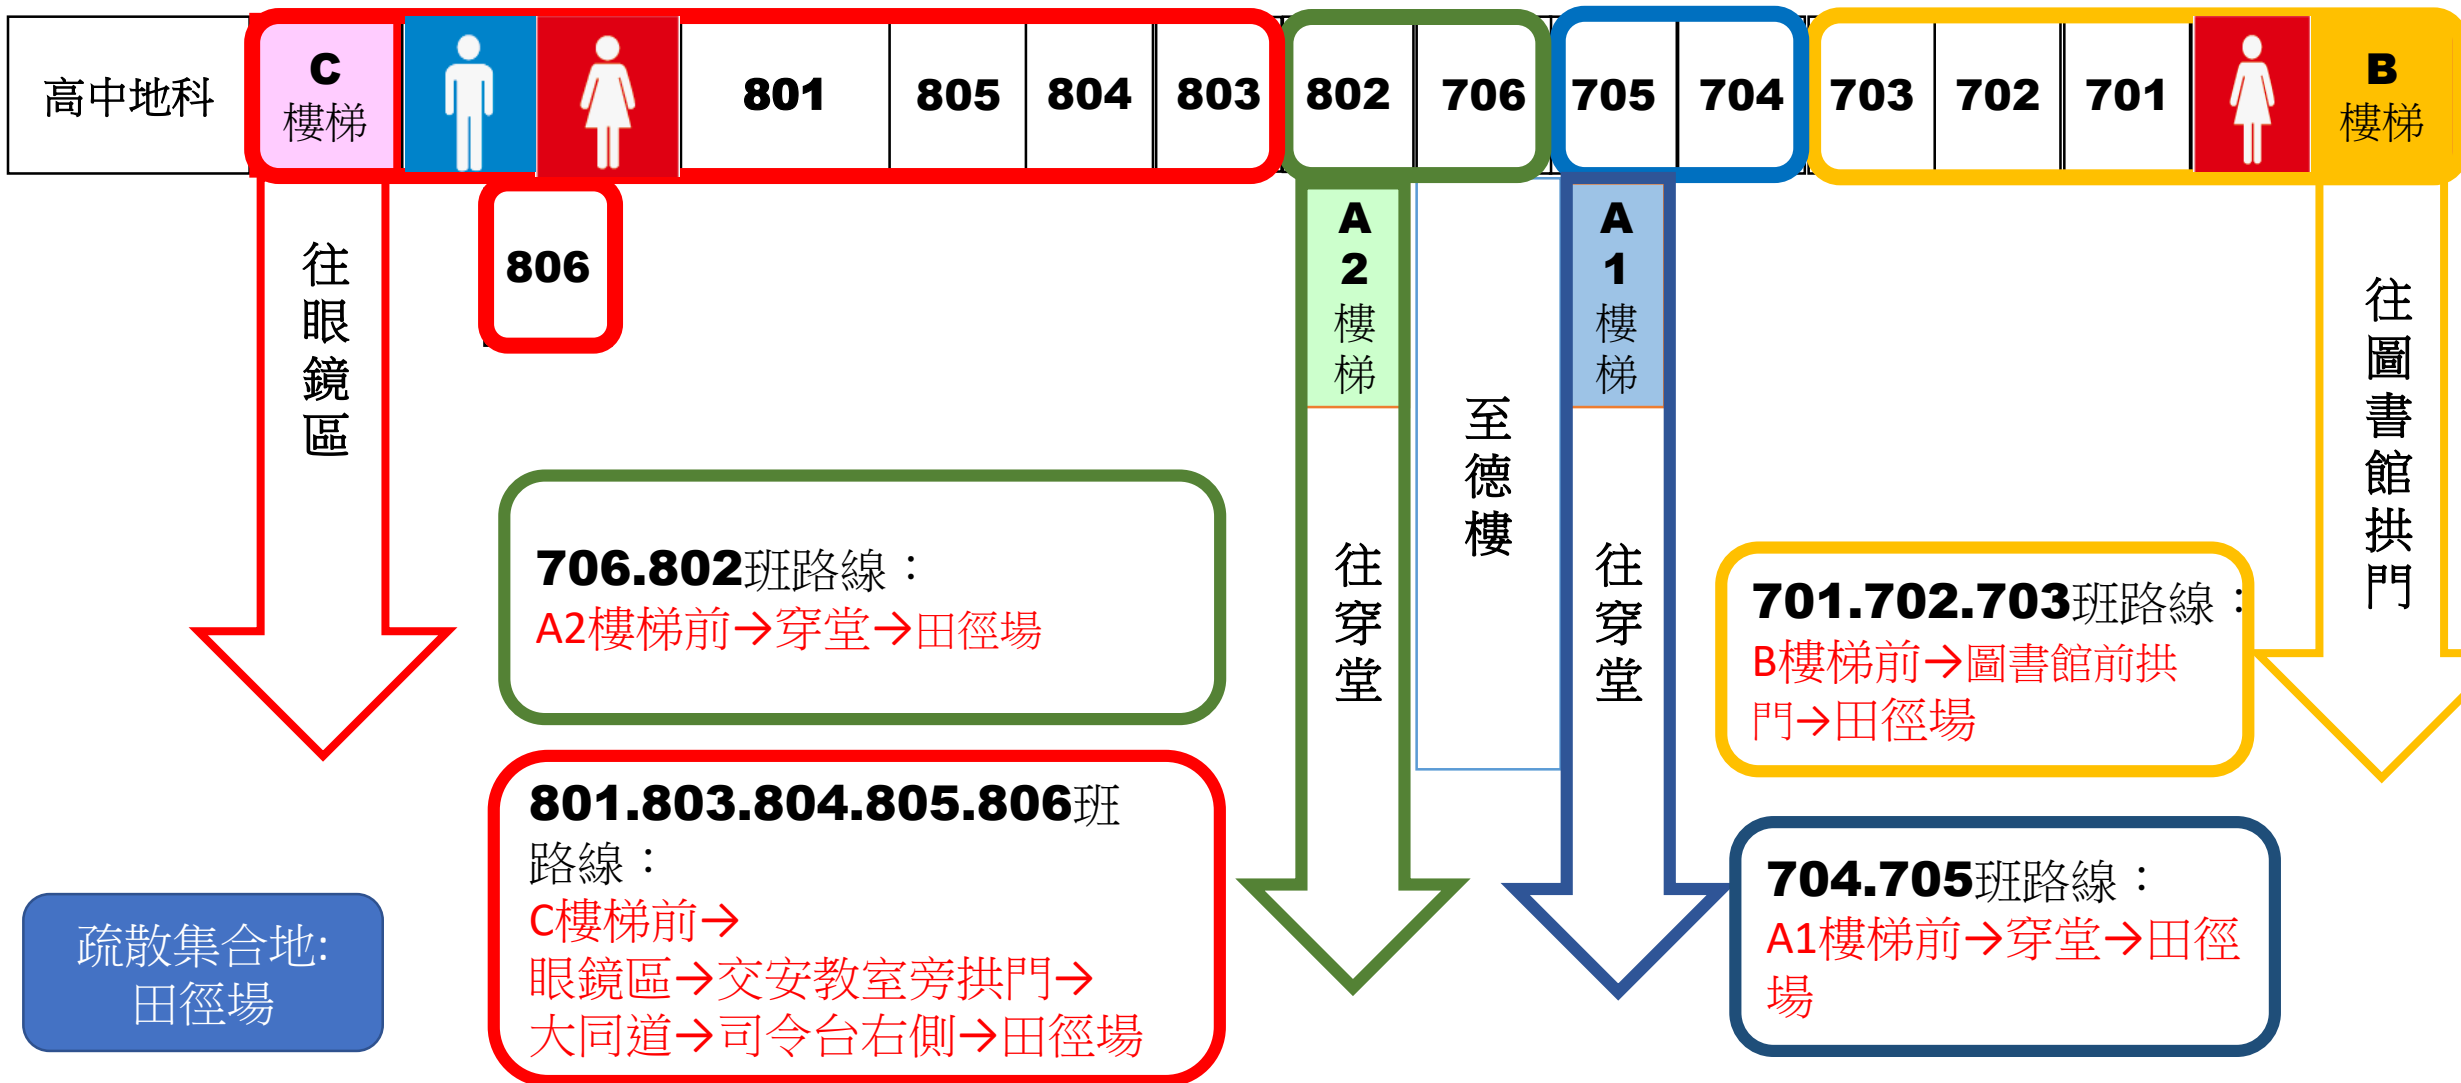 高中地科
C
樓梯
801
805
804
803
802
706
705
704
703
702
701
B
樓梯
806
往眼鏡區
A
2
樓
梯
往穿堂
至德樓
A
1
樓
梯
往穿堂
往圖書館拱門
706.802班路線：
A2樓梯前→穿堂→田徑場
801.803.804.805.806班
路線：
C樓梯前→
眼鏡區→交安教室旁拱門→
大同道→司令台右側→田徑場
701.702.703班路線：
B樓梯前→圖書館前拱
門→田徑場
704.705班路線：
A1樓梯前→穿堂→田徑
場
疏散集合地:
田徑場